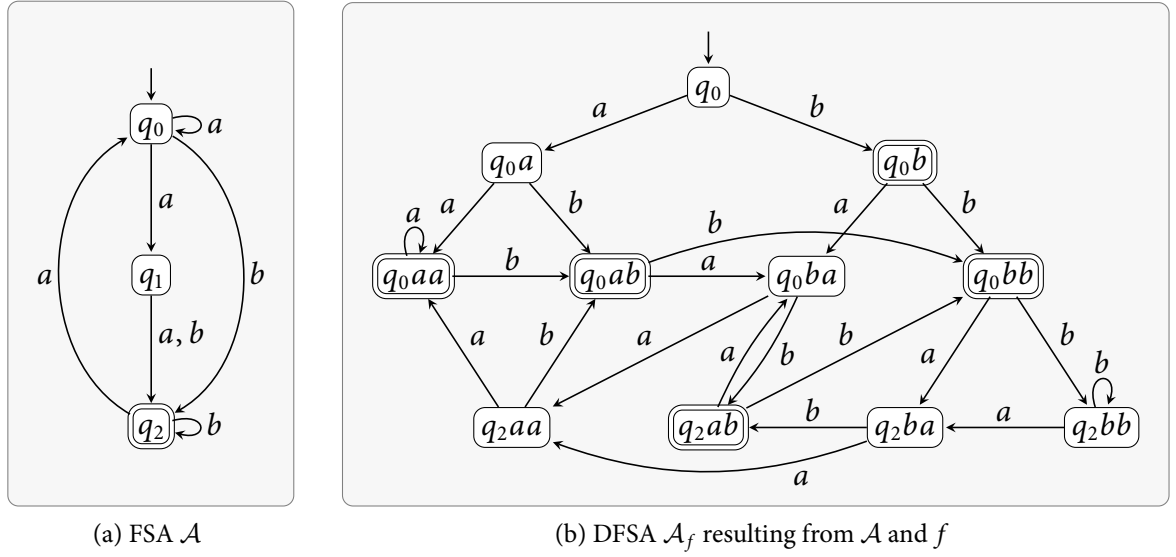 q₀
a
a
q₁
a
b
a, b
q₂
b
q₀
a
b
q₀a
q₀b
a
b
a
b
a
b
q₀aa
b
q₀ab
a
q₀ba
q₀bb
a
b
a
a
b
b
a
b
b
q₂aa
q₂ab
b
q₂ba
a
q₂bb
a
(a) FSA 𝒜
(b) DFSA 𝒜f resulting from 𝒜 and f